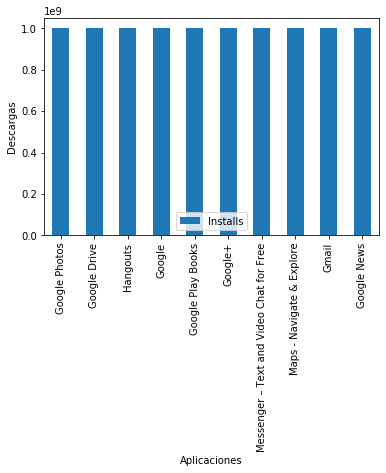 1e9
1.0
0.8
0.6
0.4
0.2
0.0
Descargas
Installs
Google Photos
Google Drive
Hangouts
Google
Google Play Books
Google+
Messenger – Text and Video Chat for Free
Maps - Navigate & Explore
Gmail
Google News
Aplicaciones